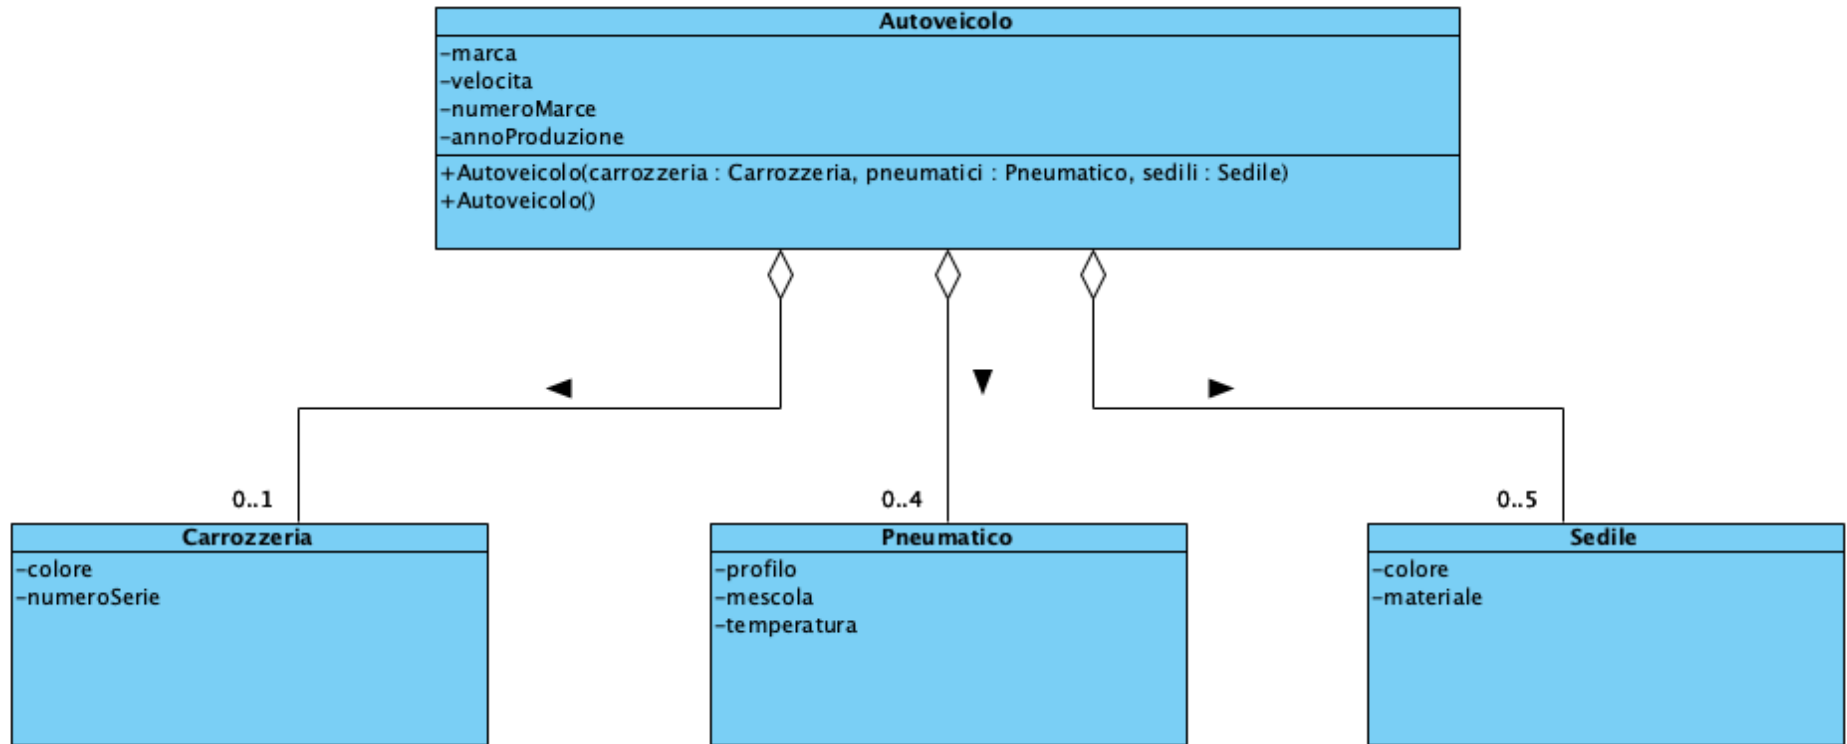 Autoveicolo
-marca
-velocita
-numeroMarce
-annoProduzione
+Autoveicolo(carrozzeria : Carrozzeria, pneumatici : Pneumatico, sedili : Sedile)
+Autoveicolo()
0..1
0..4
0..5
Carrozzeria
-colore
-numeroSerie
Pneumatico
-profilo
-mescola
-temperatura
Sedile
-colore
-materiale